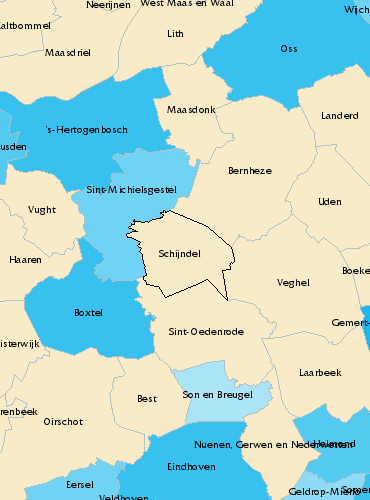 Neerijnen
West Maas en Waal
Wijch
altbommel
Lith
Maasdriel
Oss
Maasdonk
Landerd
's-Hertogenbosch
usden
Bernheze
Sint-Michielsgestel
Vught
Uden
Haaren
Schijndel
Boeke
Veghel
Boxtel
Gemert-
Sint-Oedenrode
isterwijk
Laarbeek
Best
Son en Breugel
renbeek
Oirschot
Nuenen, Gerwen en Nederwetten
Helmond
Eindhoven
Eersel
Geldrop-Mierlo
Someren
Veldhoven